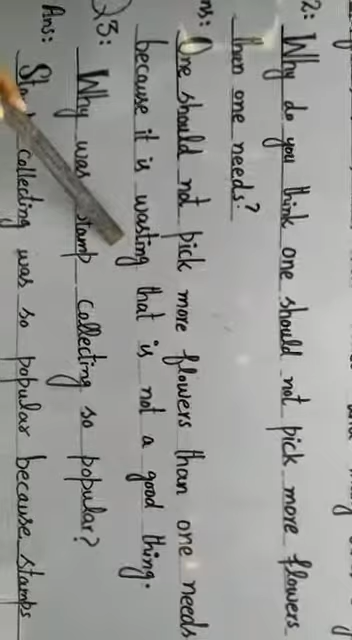 2: Why do you think one should not pick more flowers
then one needs?
ns: One should not pick more flowers than one needs
because it is wasting that is not a good thing.
Q3: Why was stamp collecting so popular?
Ans: Stamp collecting was so popular because stamps